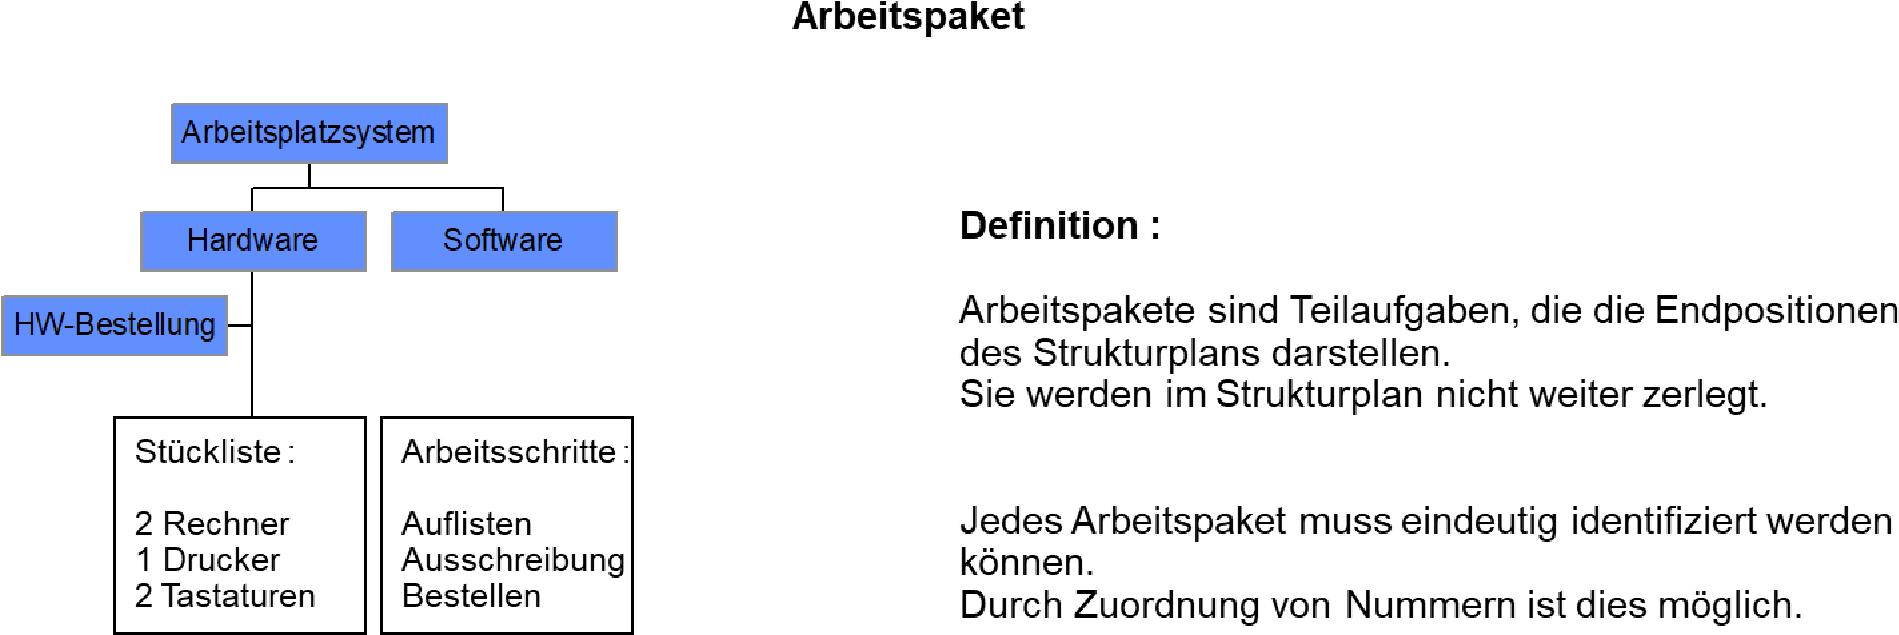 Arbeitspaket
Arbeitsplatzsystem
Hardware
Software
HW-Bestellung
Stückliste :
2 Rechner
1 Drucker
2 Tastaturen
Arbeitsschritte :
Auflisten
Ausschreibung
Bestellen
Definition :
Arbeitspakete sind Teilaufgaben, die die Endpositionen
des Strukturplans darstellen.
Sie werden im Strukturplan nicht weiter zerlegt.
Jedes Arbeitspaket muss eindeutig identifiziert werden
können.
Durch Zuordnung von Nummern ist dies möglich.